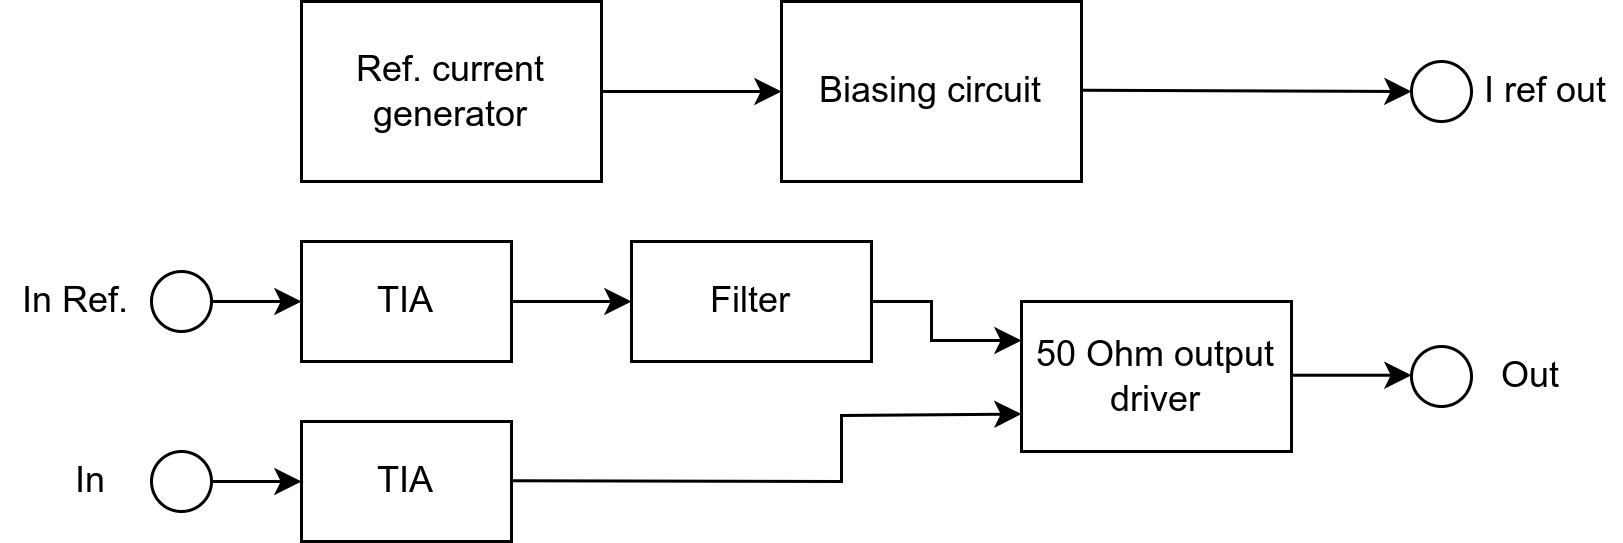 Ref. current
generator
Biasing circuit
I ref out
In Ref.
TIA
Filter
50 Ohm output
driver
Out
In
TIA